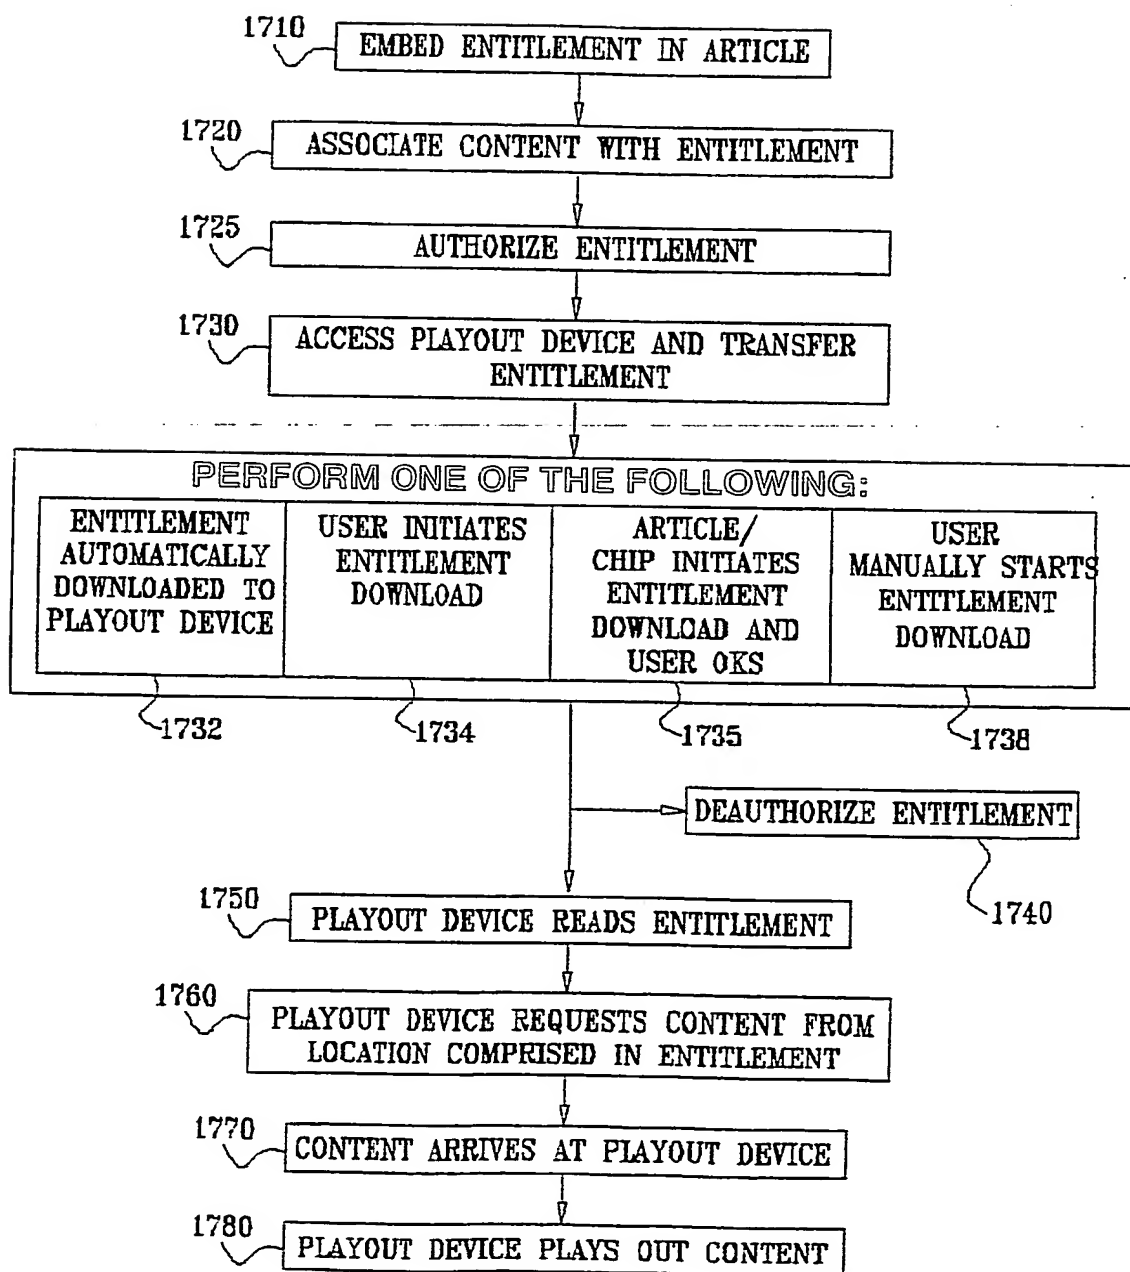 1710
EMBED ENTITLEMENT IN ARTICLE
1720
ASSOCIATE CONTENT WITH ENTITLEMENT
1725
AUTHORIZE ENTITLEMENT
1730
ACCESS PLAYOUT DEVICE AND TRANSFER
ENTITLEMENT
PERFORM ONE OF THE FOLLOWING:
ENTITLEMENT
AUTOMATICALLY
DOWNLOADED TO
PLAYOUT DEVICE
USER INITIATES
ENTITLEMENT
DOWNLOAD
ARTICLE/
CHIP INITIATES
ENTITLEMENT
DOWNLOAD AND
USER OKS
USER
MANUALLY STARTS
ENTITLEMENT
DOWNLOAD
1732
1734
1735
1738
DEAUTHORIZE ENTITLEMENT
1740
1750
PLAYOUT DEVICE READS ENTITLEMENT
1760
PLAYOUT DEVICE REQUESTS CONTENT FROM
LOCATION COMPRISED IN ENTITLEMENT
1770
CONTENT ARRIVES AT PLAYOUT DEVICE
1780
PLAYOUT DEVICE PLAYS OUT CONTENT